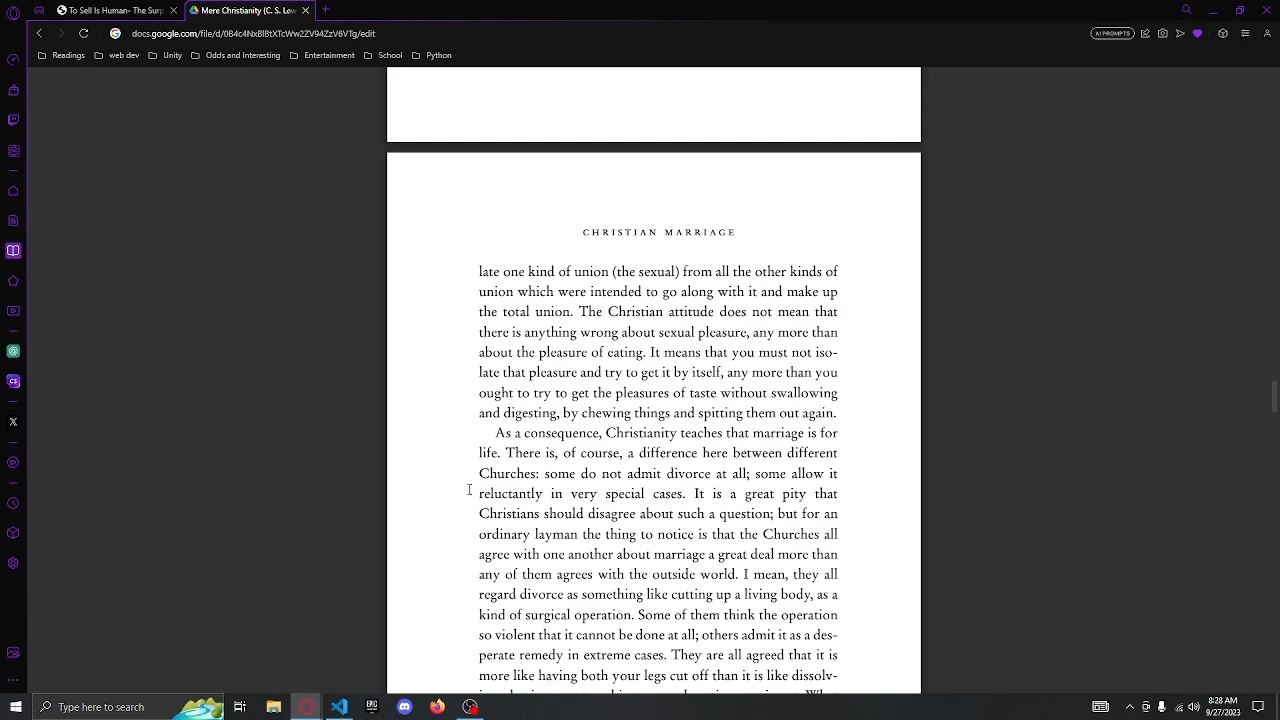 To Sell Is Human- The Surp
Mere Christianity (C. S. Lew
docs.google.com/file/d/0B4c4NxBlBtXTcWw2ZV94ZzV6VTg/edit
AI PROMPTS
Readings
web dev
Unity
Odds and Interesting
Entertainment
School
Python
CHRISTIAN MARRIAGE
late one kind of union (the sexual) from all the other kinds of
union which were intended to go along with it and make up
the total union. The Christian attitude does not mean that
there is anything wrong about sexual pleasure, any more than
about the pleasure of eating. It means that you must not iso-
late that pleasure and try to get it by itself, any more than you
ought to try to get the pleasures of taste without swallowing
and digesting, by chewing things and spitting them out again.
As a consequence, Christianity teaches that marriage is for
life. There is, of course, a difference here between different
Churches: some do not admit divorce at all; some allow it
reluctantly in very special cases. It is a great pity that
Christians should disagree about such a question; but for an
ordinary layman the thing to notice is that the Churches all
agree with one another about marriage a great deal more than
any of them agrees with the outside world. I mean, they all
regard divorce as something like cutting up a living body, as a
kind of surgical operation. Some of them think the operation
so violent that it cannot be done at all; others admit it as a des-
perate remedy in extreme cases. They are all agreed that it is
more like having both your legs cut off than it is like dissolv-
CS
Type here to search
EPIC
8:28 AM
9/27/2023